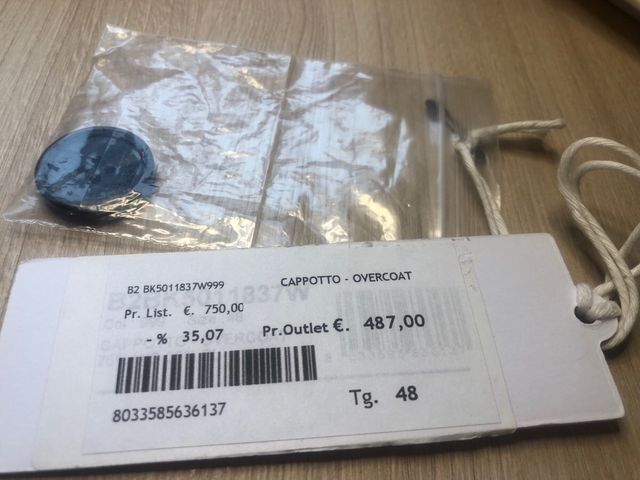 B2 BK5011837W999 CAPPOTTO - OVERCOAT
Pr. List. €. 750,00
- % 35,07 Pr.Outlet €. 487,00
8033585636137
Tg. 48